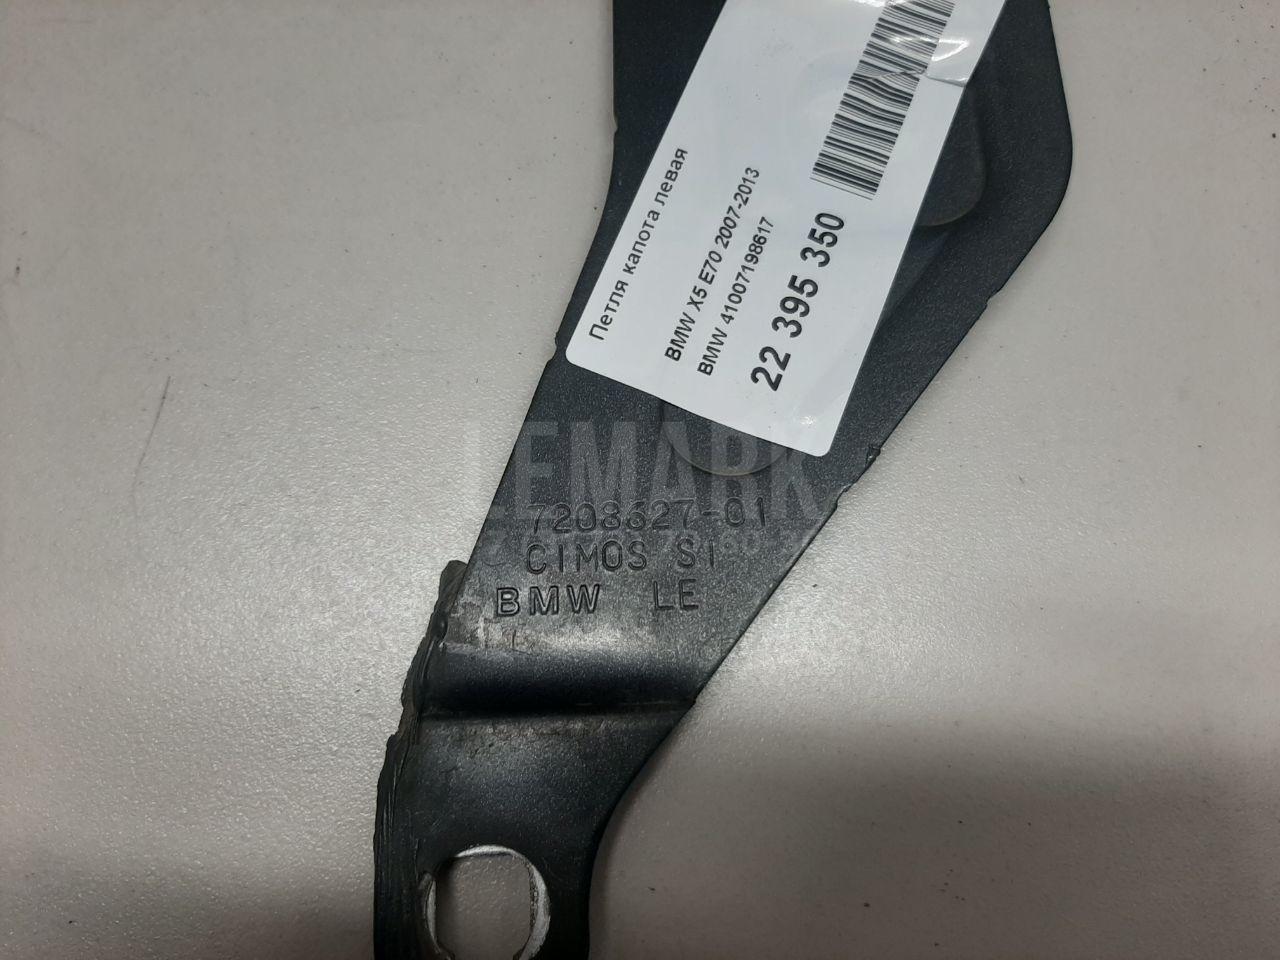 Петля капота левая
BMW X5 E70 2007-2013
BMW 41007198617
22 395 350
LEMARK
7208627-01
CIMOS SI
BMW LE